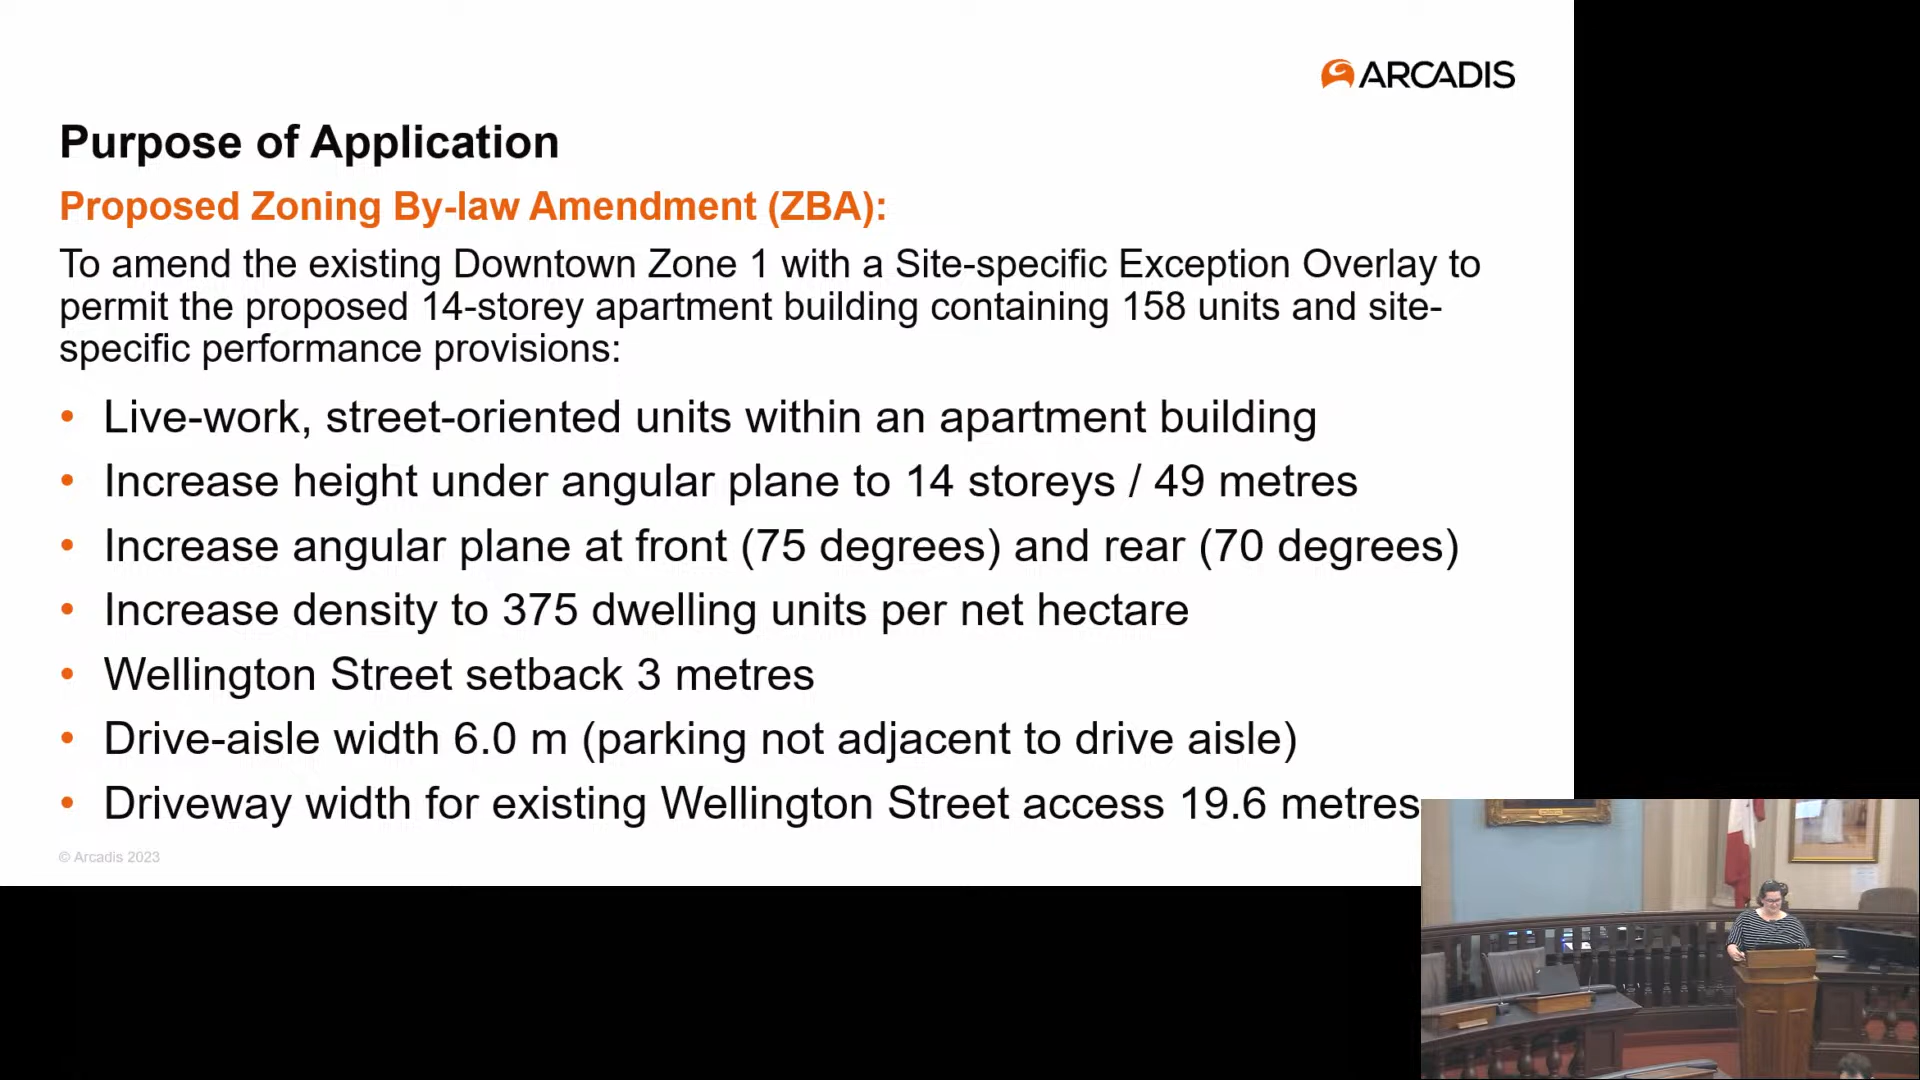 ARCADIS
Purpose of Application
Proposed Zoning By-law Amendment (ZBA):
To amend the existing Downtown Zone 1 with a Site-specific Exception Overlay to
permit the proposed 14-storey apartment building containing 158 units and site-
specific performance provisions:
• Live-work, street-oriented units within an apartment building
• Increase height under angular plane to 14 storeys / 49 metres
• Increase angular plane at front (75 degrees) and rear (70 degrees)
• Increase density to 375 dwelling units per net hectare
• Wellington Street setback 3 metres
• Drive-aisle width 6.0 m (parking not adjacent to drive aisle)
• Driveway width for existing Wellington Street access 19.6 metres
© Arcadis 2023